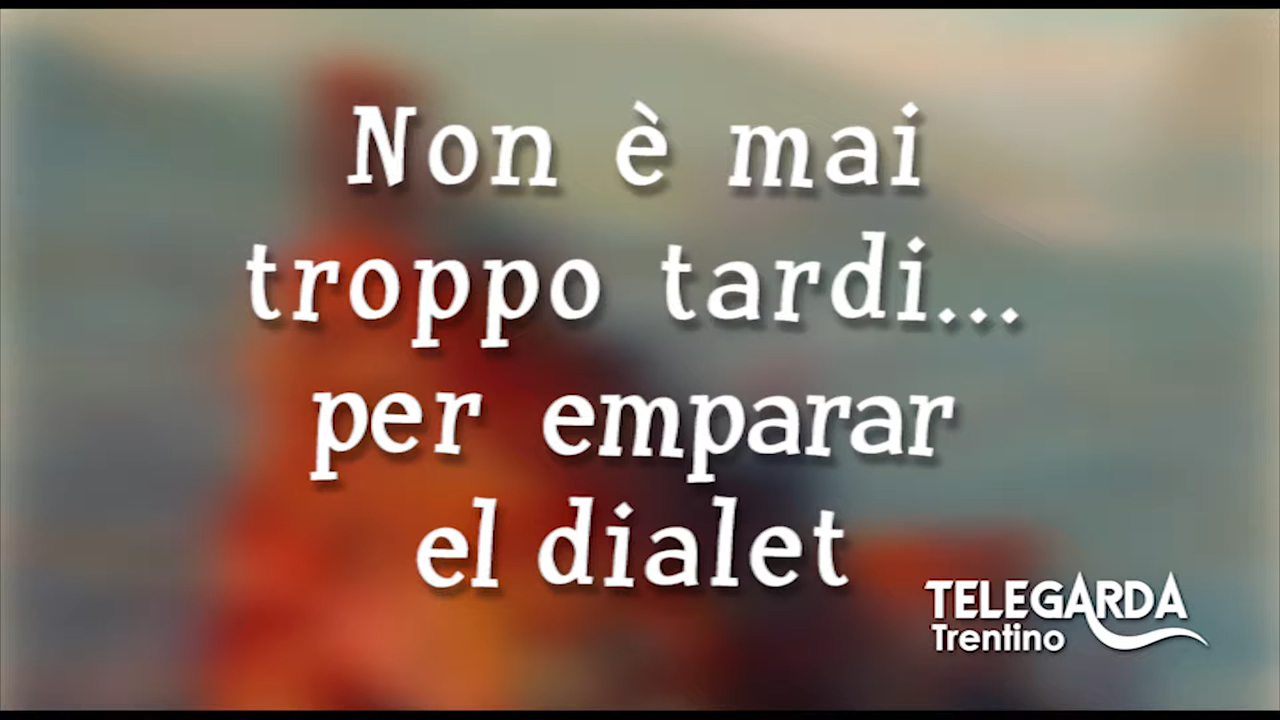 Non è mai
troppo tardi...
per emparar
el dialet
TELEGARDA
Trentino